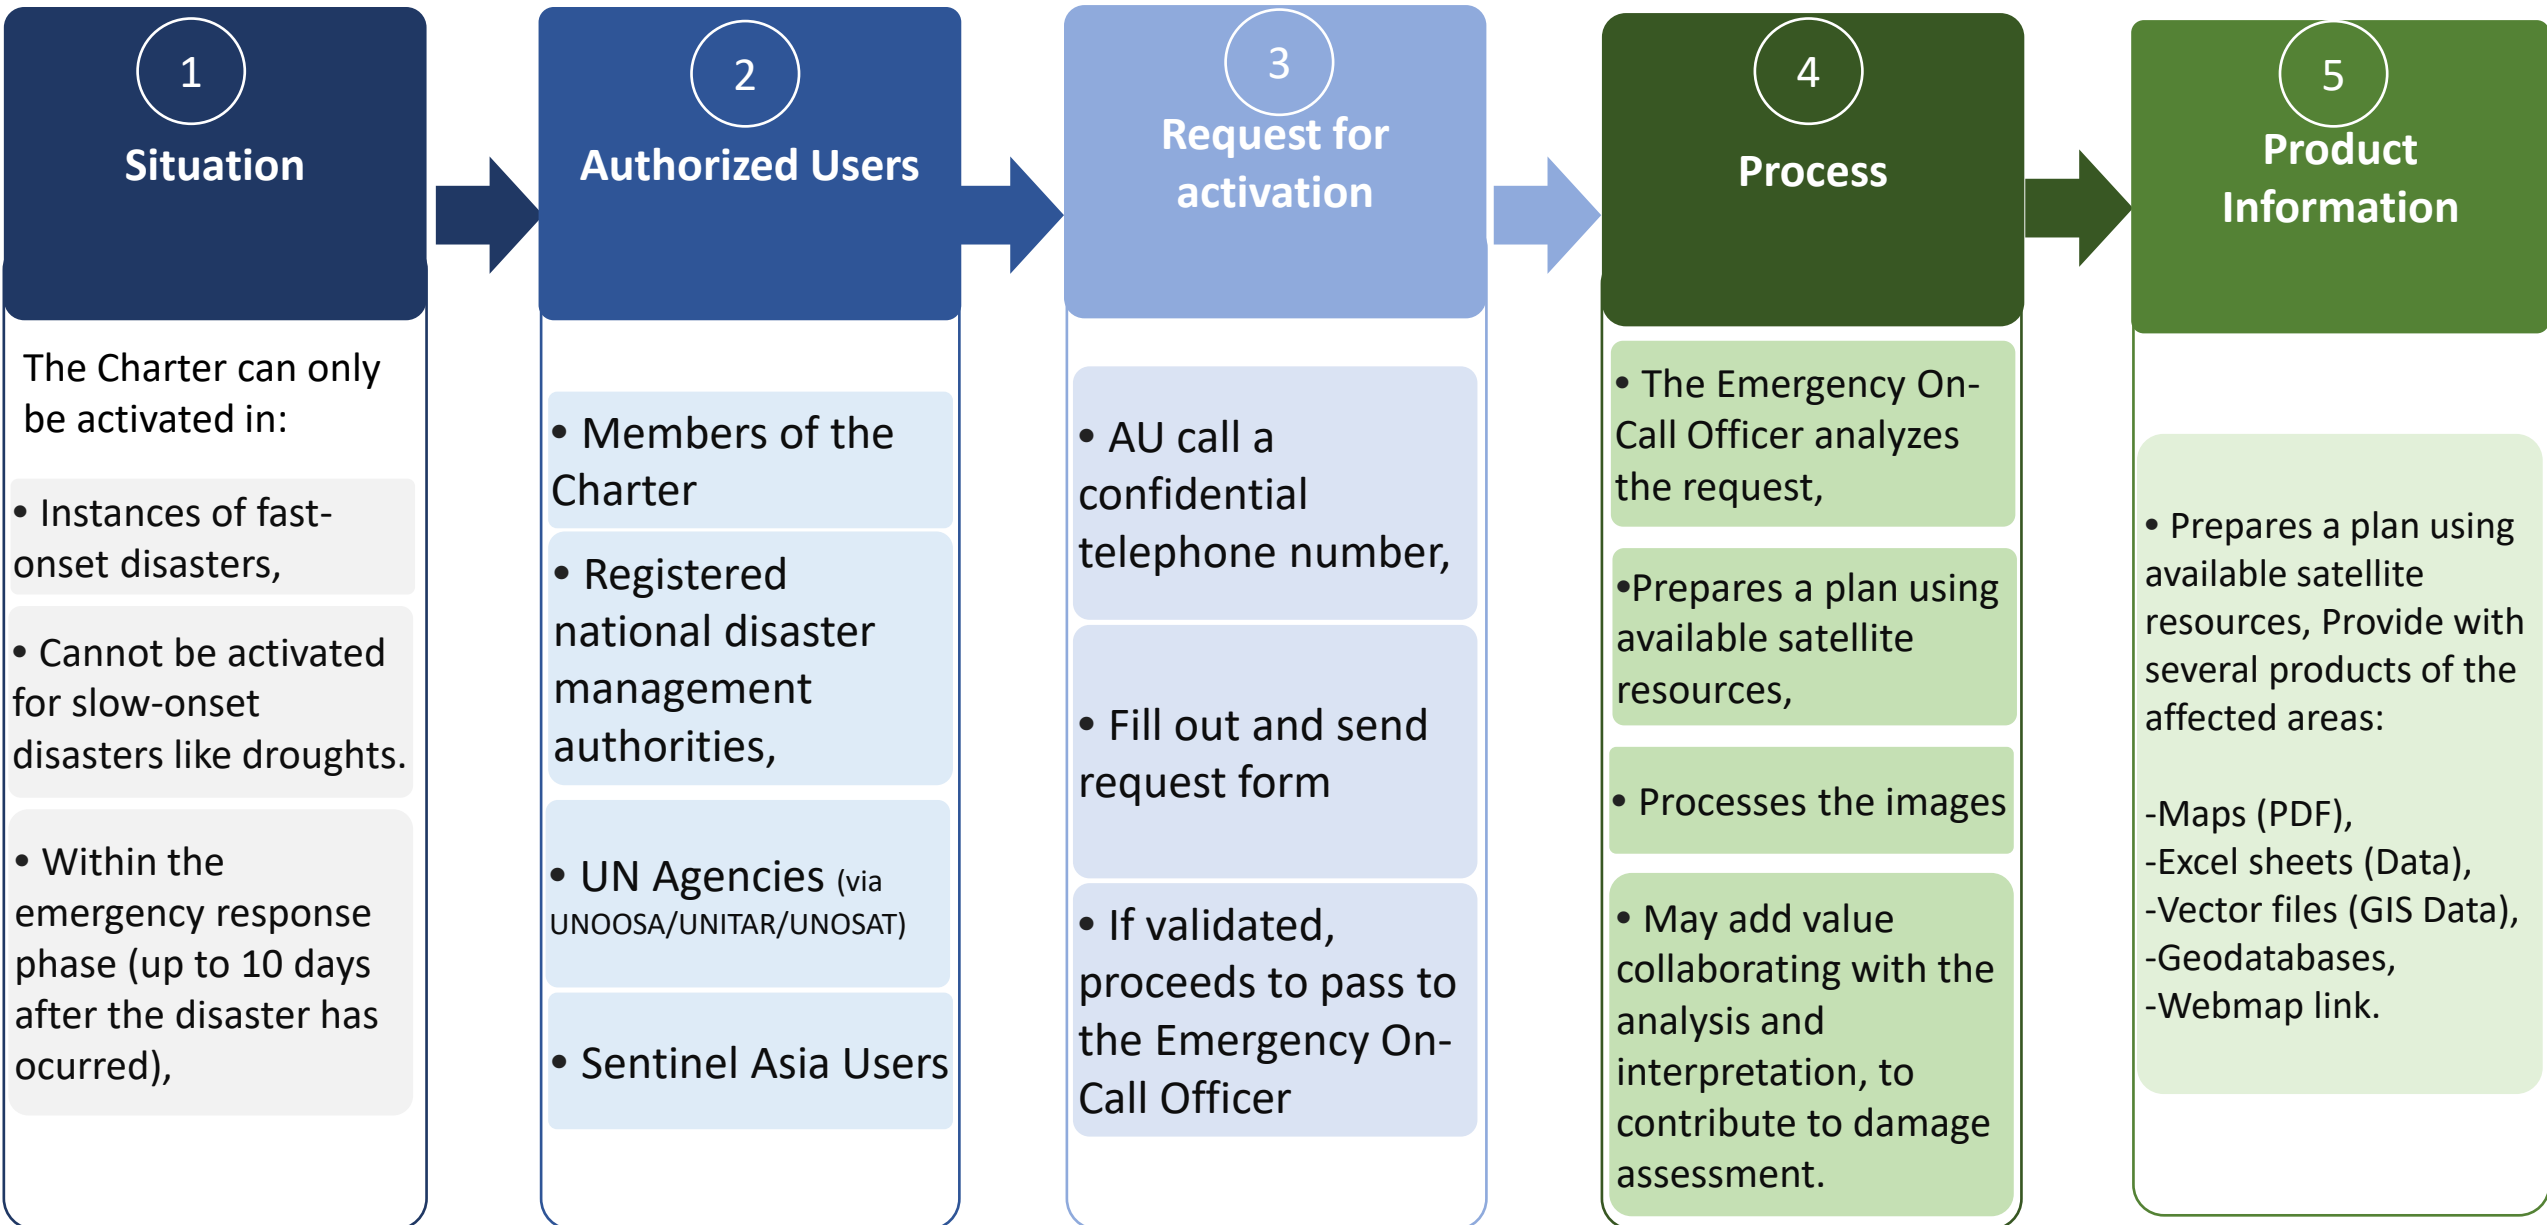 1
Situation
The Charter can only
be activated in:
• Instances of fast-
onset disasters,
• Cannot be activated
for slow-onset
disasters like droughts.
• Within the
emergency response
phase (up to 10 days
after the disaster has
ocurred),
2
Authorized Users
• Members of the
Charter
• Registered
national disaster
management
authorities,
• UN Agencies (via
UNOOSA/UNITAR/UNOSAT)
• Sentinel Asia Users
3
Request for
activation
• AU call a
confidential
telephone number,
• Fill out and send
request form
• If validated,
proceeds to pass to
the Emergency On-
Call Officer
4
Process
• The Emergency On-
Call Officer analyzes
the request,
•Prepares a plan using
available satellite
resources,
• Processes the images
• May add value
collaborating with the
analysis and
interpretation, to
contribute to damage
assessment.
5
Product
Information
• Prepares a plan using
available satellite
resources, Provide with
several products of the
affected areas:
-Maps (PDF),
-Excel sheets (Data),
-Vector files (GIS Data),
-Geodatabases,
-Webmap link.